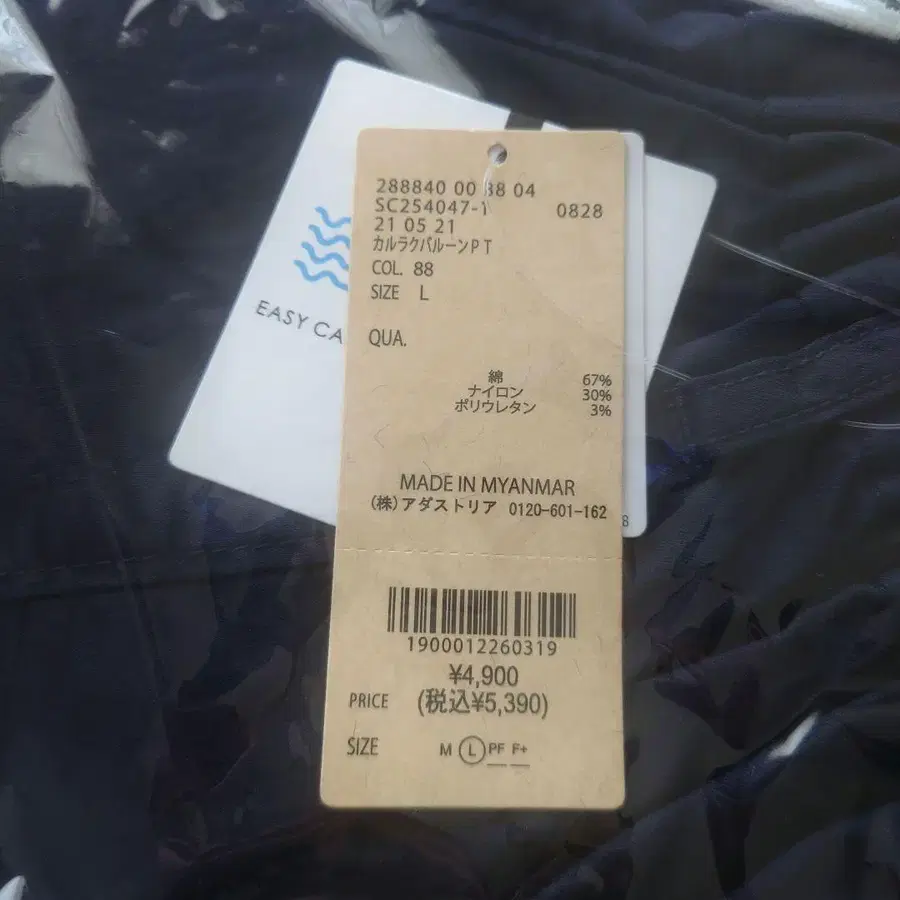 288840 00 88 04
SC254047-1 0828
21 05 21
カルラクバルーンPT
COL. 88
SIZE L
QUA.
綿 67%
ナイロン 30%
ポリウレタン 3%
MADE IN MYANMAR
(株)アダストリア 0120-601-162
1900012260319
¥4,900
PRICE (税込¥5,390)
SIZE M L PF F+
EASY CA
8